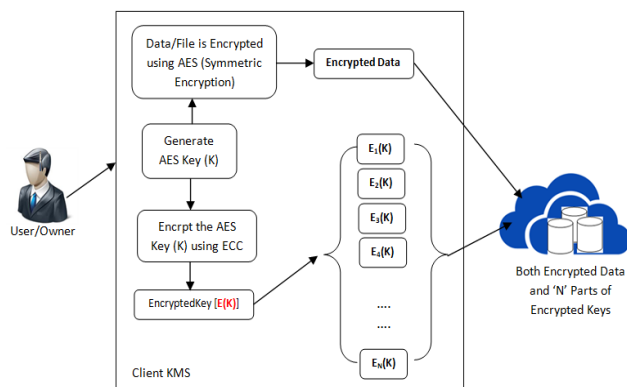 Data/File is Encrypted
using AES (Symmetric
Encryption)
Encrypted Data
Generate
AES Key (K)
User/Owner
Encrpt the AES
Key (K) using ECC
EncryptedKey [E(K)]
E₁(K)
E₂(K)
E₃(K)
E₄(K)
....
....
Eₙ(K)
Both Encrypted Data
and ‘N’ Parts of
Encrypted Keys
Client KMS